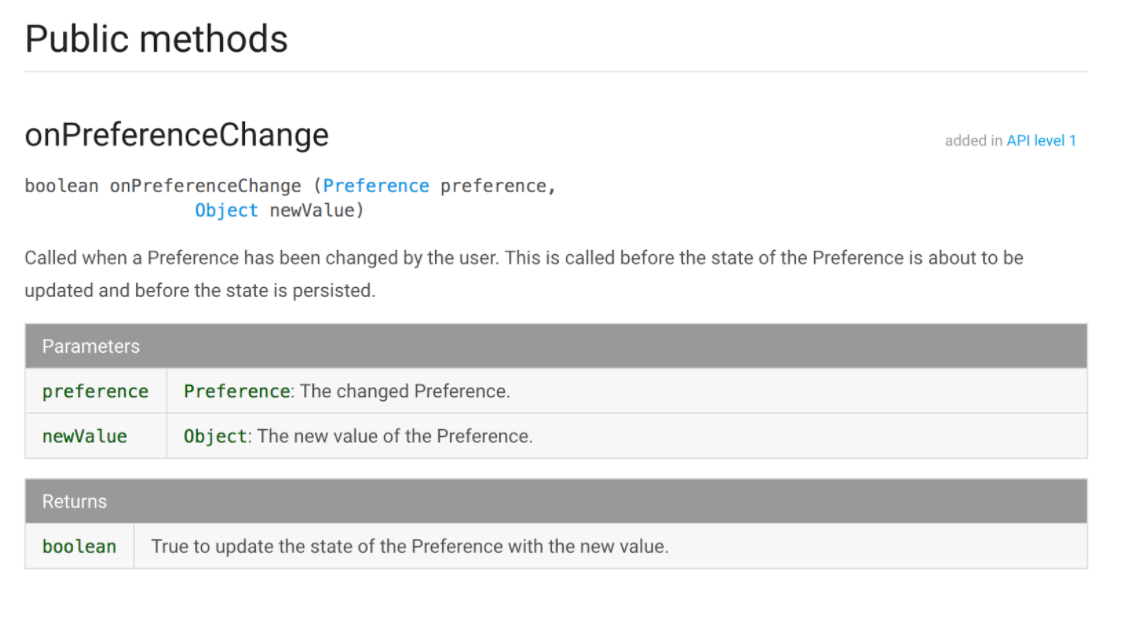 Public methods
onPreferenceChange
added in API level 1
boolean onPreferenceChange (Preference preference,
Object newValue)
Called when a Preference has been changed by the user. This is called before the state of the Preference is about to be
updated and before the state is persisted.
Parameters
preference Preference: The changed Preference.
newValue Object: The new value of the Preference.
Returns
boolean True to update the state of the Preference with the new value.